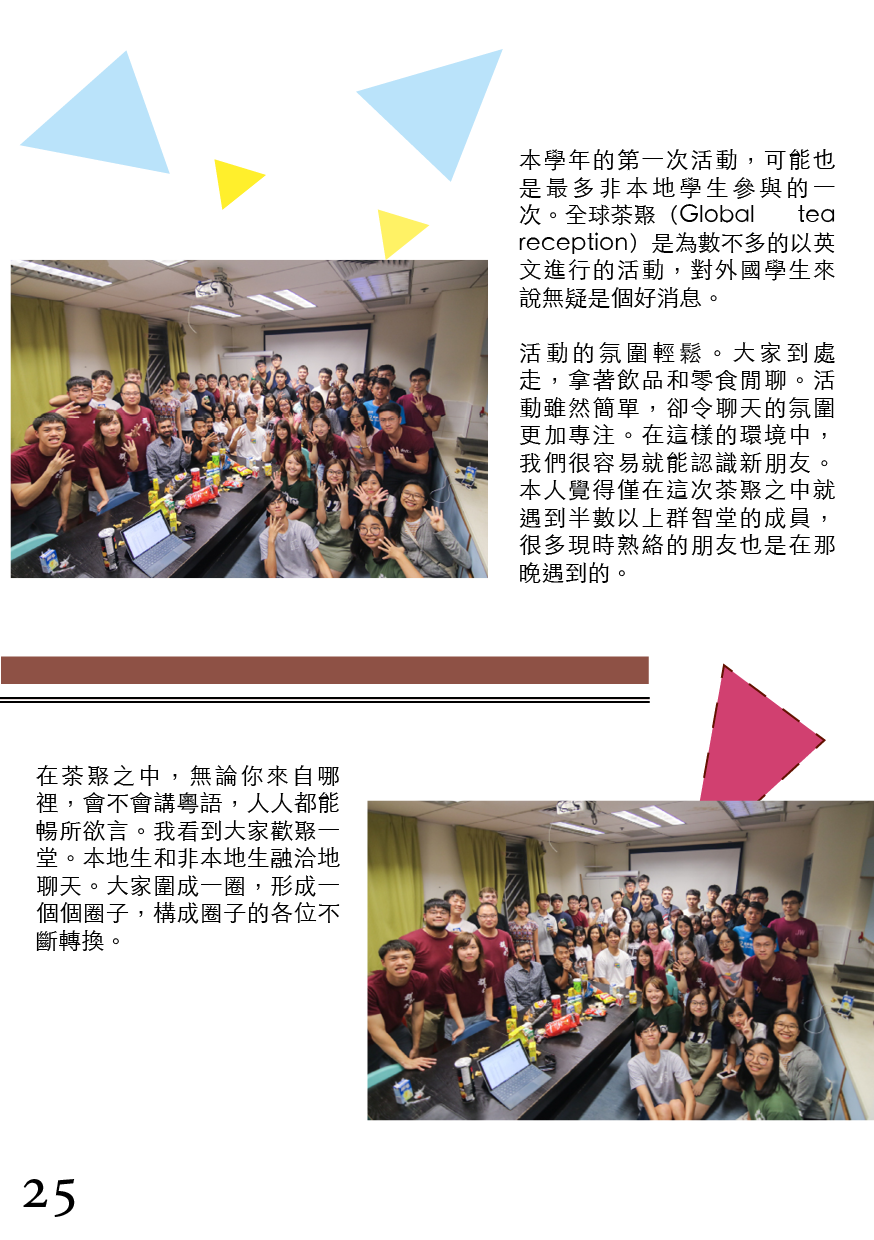 本學年的第一次活動，可能也
是最多非本地學生參與的一
次。全球茶聚（Global tea
reception）是為數不多的以英
文進行的活動，對外國學生來
說無疑是個好消息。
活動的氛圍輕鬆。大家到處
走，拿著飲品和零食閒聊。活
動雖然簡單，卻令聊天的氛圍
更加專注。在這樣的環境中，
我們很容易就能認識新朋友。
本人覺得僅在這次茶聚之中就
遇到半數以上群智堂的成員，
很多現時熟絡的朋友也是在那
晚遇到的。
在茶聚之中，無論你來自哪
裡，會不會講粵語，人人都能
暢所欲言。我看到大家歡聚一
堂。本地生和非本地生融洽地
聊天。大家圍成一圈，形成一
個個圈子，構成圈子的各位不
斷轉換。
25